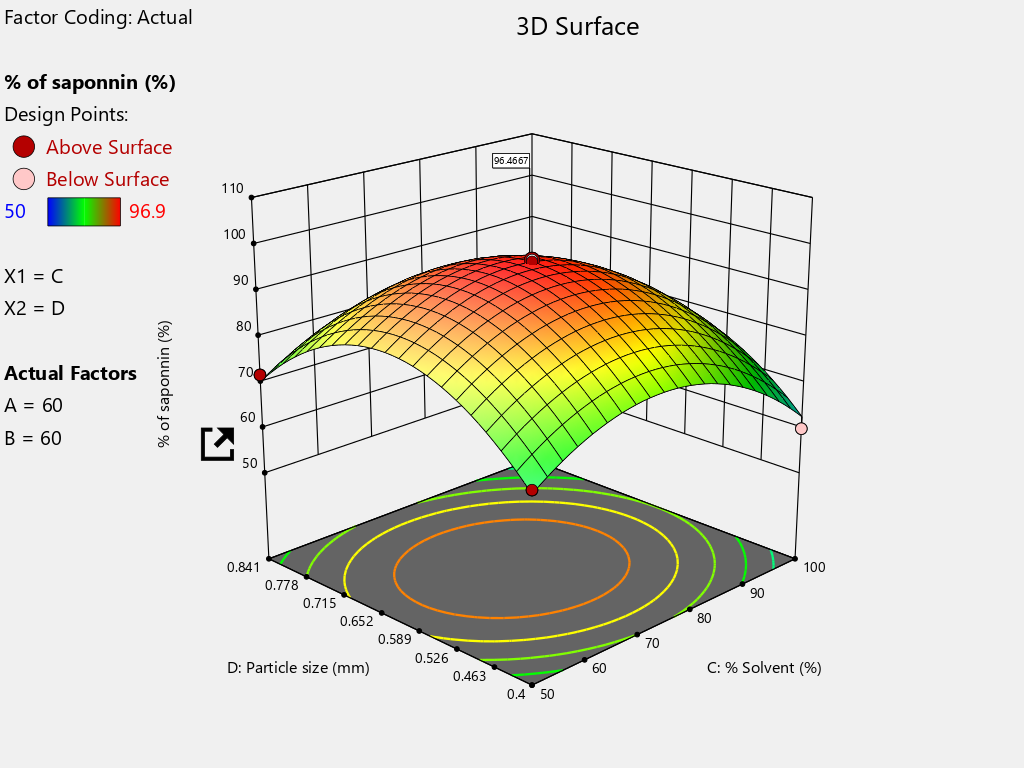 Factor Coding: Actual
3D Surface
% of saponnin (%)
Design Points:
Above Surface
Below Surface
50 96.9
X1 = C
X2 = D
Actual Factors
A = 60
B = 60
96.4667
110
100
90
80
70
60
50
% of saponnin (%)
0.841
0.778
0.715
0.652
0.589
0.526
0.463
0.4
D: Particle size (mm)
50
60
70
80
90
100
C: % Solvent (%)